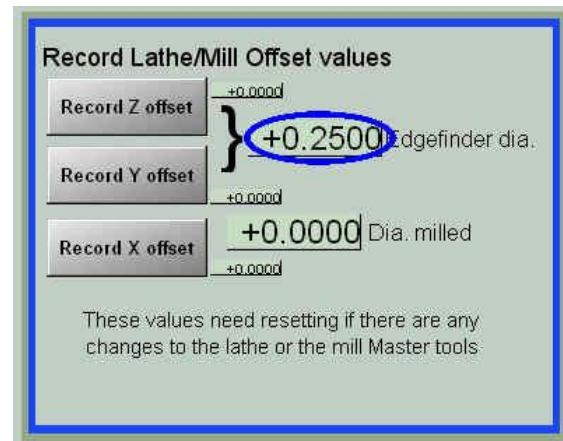 Record Lathe/Mill Offset values
+0.0000
Record Z offset
}
+0.2500 Edgefinder dia.
Record Y offset
+0.0000
+0.0000 Dia. milled
Record X offset
+0.0000
These values need resetting if there are any
changes to the lathe or the mill Master tools